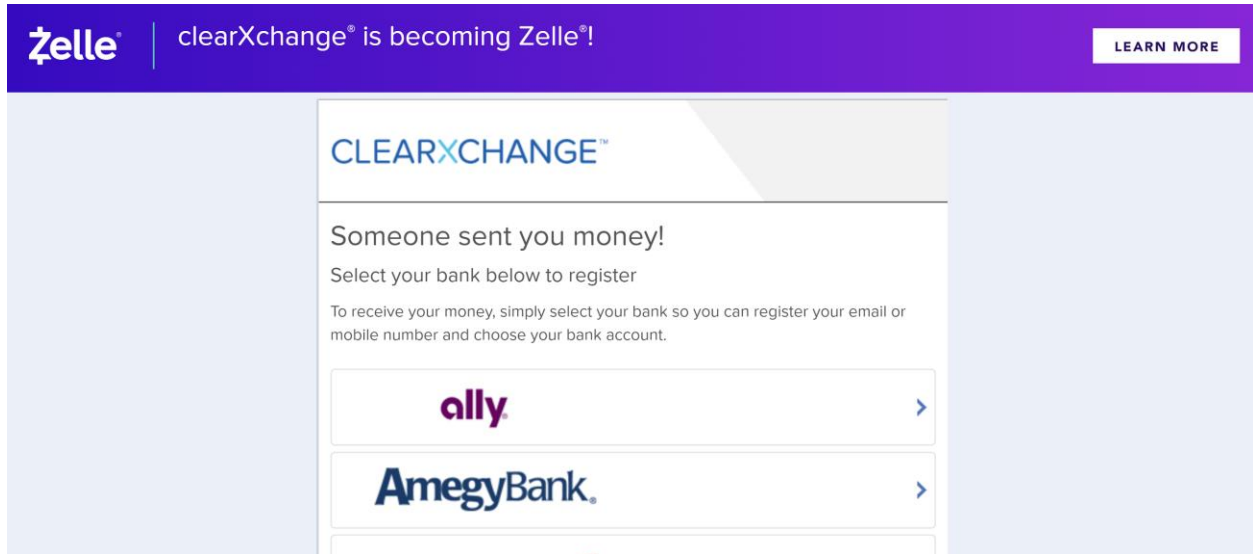 Zelle® clearXchange® is becoming Zelle®!
LEARN MORE
CLEARXCHANGE™
Someone sent you money!
Select your bank below to register
To receive your money, simply select your bank so you can register your email or
mobile number and choose your bank account.
ally
AmegyBank®